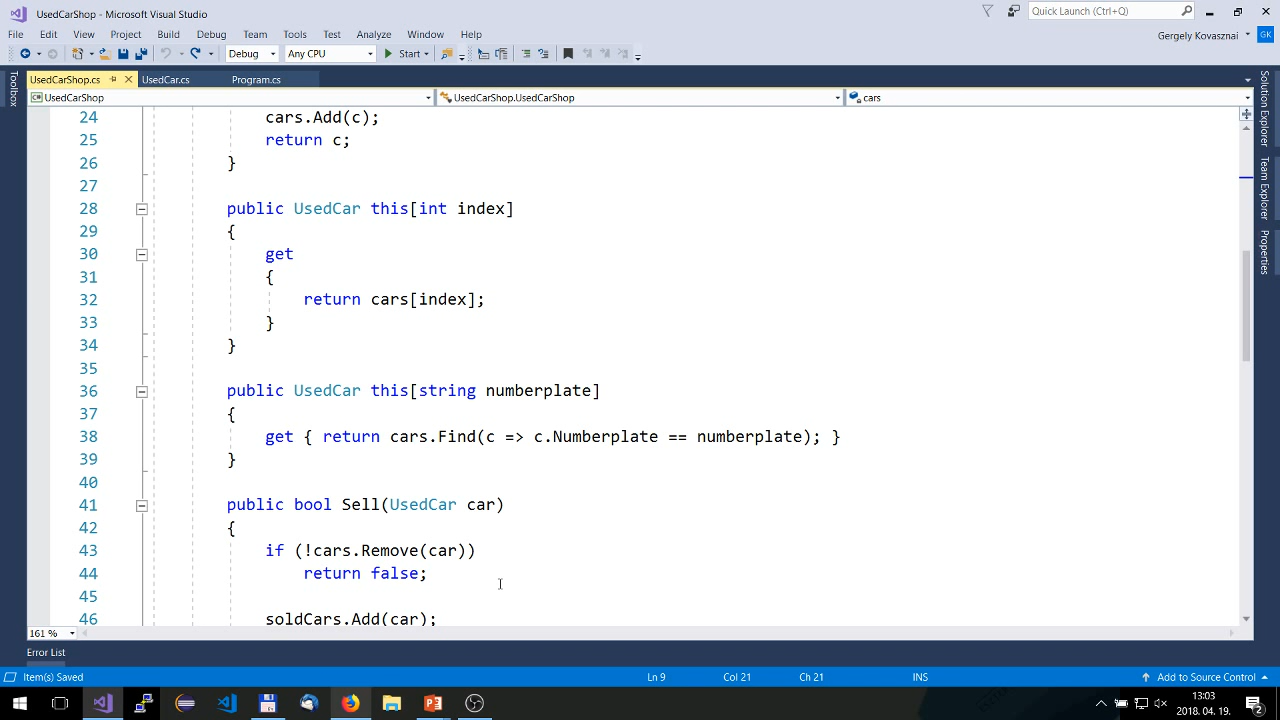 UsedCarShop - Microsoft Visual Studio
Quick Launch (Ctrl+Q)
File Edit View Project Build Debug Team Tools Test Analyze Window Help
Gergely Kovasznai GK
Debug Any CPU Start
UsedCarShop.cs UsedCar.cs Program.cs
UsedCarShop UsedCarShop.UsedCarShop cars
Toolbox
Solution Explorer
Team Explorer
Properties
24 cars.Add(c);
25 return c;
26 }
27
28 public UsedCar this[int index]
29 {
30 get
31 {
32 return cars[index];
33 }
34 }
35
36 public UsedCar this[string numberplate]
37 {
38 get { return cars.Find(c => c.Numberplate == numberplate); }
39 }
40
41 public bool Sell(UsedCar car)
42 {
43 if (!cars.Remove(car))
44 return false;
45
46 soldCars.Add(car);
161 %
Error List
Item(s) Saved Ln 9 Col 21 Ch 21 INS Add to Source Control
13:03
2018. 04. 19.
2